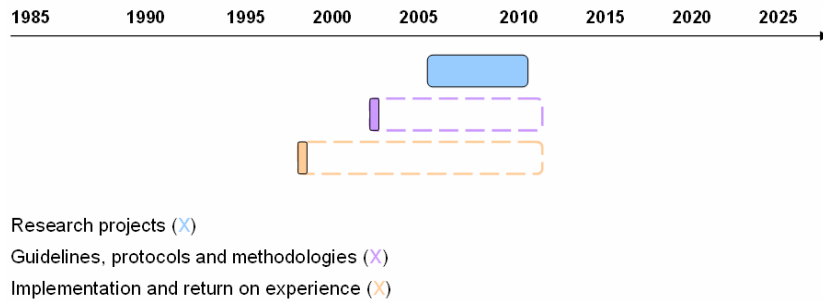 1985 1990 1995 2000 2005 2010 2015 2020 2025
Research projects (X)
Guidelines, protocols and methodologies (X)
Implementation and return on experience (X)